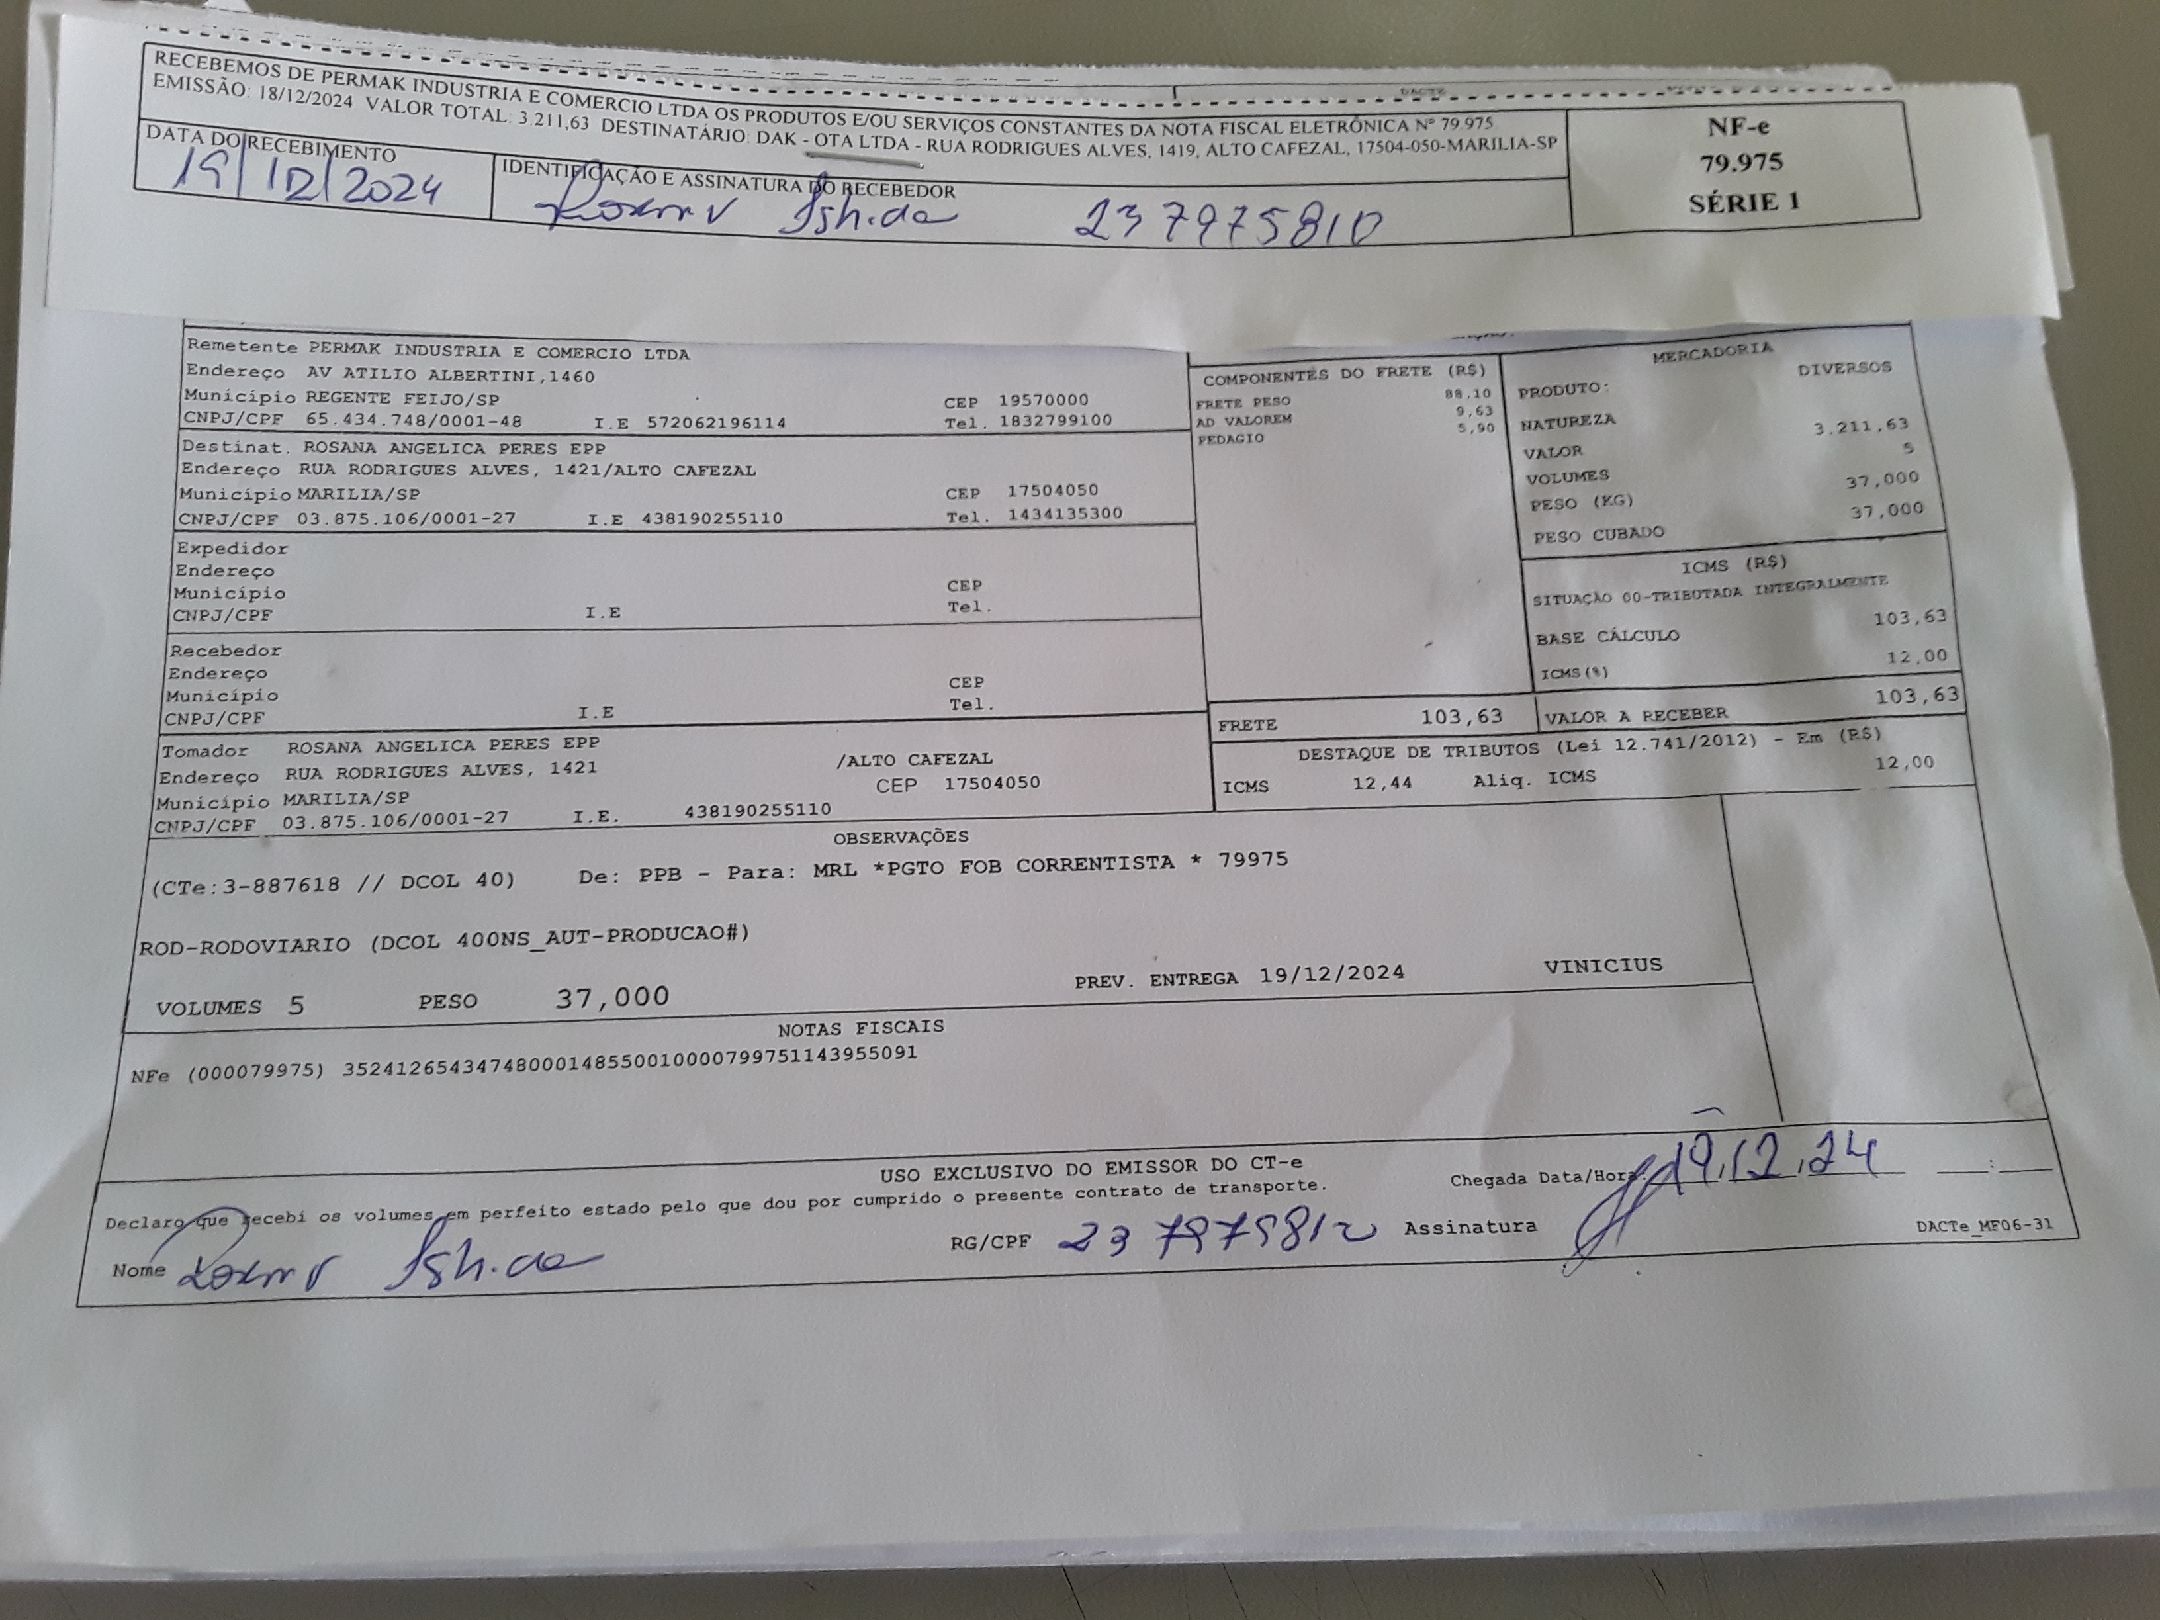 RECEBEMOS DE PERMAK INDUSTRIA E COMERCIO LTDA OS PRODUTOS E/OU SERVIÇOS CONSTANTES DA NOTA FISCAL ELETRÔNICA Nº 79.975
EMISSÃO: 18/12/2024 VALOR TOTAL: 3.211,63 DESTINATÁRIO: DAK - OTA LTDA - RUA RODRIGUES ALVES, 1419, ALTO CAFEZAL, 17504-050-MARILIA-SP
NF-e
79.975
SÉRIE 1
DATA DO RECEBIMENTO
19/12/2024
IDENTIFICAÇÃO E ASSINATURA DO RECEBEDOR
Ishida 237975810
Remetente PERMAK INDUSTRIA E COMERCIO LTDA
Endereço AV ATILIO ALBERTINI,1460
Município REGENTE FEIJO/SP CEP 19570000
CNPJ/CPF 65.434.748/0001-48 I.E 572062196114 Tel. 1832799100
Destinat. ROSANA ANGELICA PERES EPP
Endereço RUA RODRIGUES ALVES, 1421/ALTO CAFEZAL
Município MARILIA/SP CEP 17504050
CNPJ/CPF 03.875.106/0001-27 I.E 438190255110 Tel. 1434135300
Expedidor
Endereço
Município CEP
CNPJ/CPF I.E Tel.
Recebedor
Endereço
Município CEP
CNPJ/CPF I.E Tel.
Tomador ROSANA ANGELICA PERES EPP
Endereço RUA RODRIGUES ALVES, 1421 /ALTO CAFEZAL
Município MARILIA/SP CEP 17504050
CNPJ/CPF 03.875.106/0001-27 I.E. 438190255110
COMPONENTES DO FRETE (R$)
FRETE PESO 88,10
AD VALOREM 9,63
PEDAGIO 5,90
FRETE 103,63
MERCADORIA
PRODUTO: DIVERSOS
NATUREZA
VALOR 3.211,63
VOLUMES 5
PESO (KG) 37,000
PESO CUBADO 37,000
ICMS (R$)
SITUAÇÃO 00-TRIBUTADA INTEGRALMENTE
BASE CÁLCULO 103,63
ICMS(%) 12,00
VALOR A RECEBER 103,63
DESTAQUE DE TRIBUTOS (Lei 12.741/2012) - Em (R$)
ICMS 12,44 Aliq. ICMS 12,00
OBSERVAÇÕES
(CTe:3-887618 // DCOL 40) De: PPB - Para: MRL *PGTO FOB CORRENTISTA * 79975
ROD-RODOVIARIO (DCOL 400NS_AUT-PRODUCAO#)
VOLUMES 5 PESO 37,000 PREV. ENTREGA 19/12/2024 VINICIUS
NOTAS FISCAIS
NFe (000079975) 35241265434748000148550010000799751143955091
USO EXCLUSIVO DO EMISSOR DO CT-e
Declaro que recebi os volumes em perfeito estado pelo que dou por cumprido o presente contrato de transporte.
Chegada Data/Hora: 19.12.24 :
Nome Ishida RG/CPF Assinatura
DACTe_MF06-31